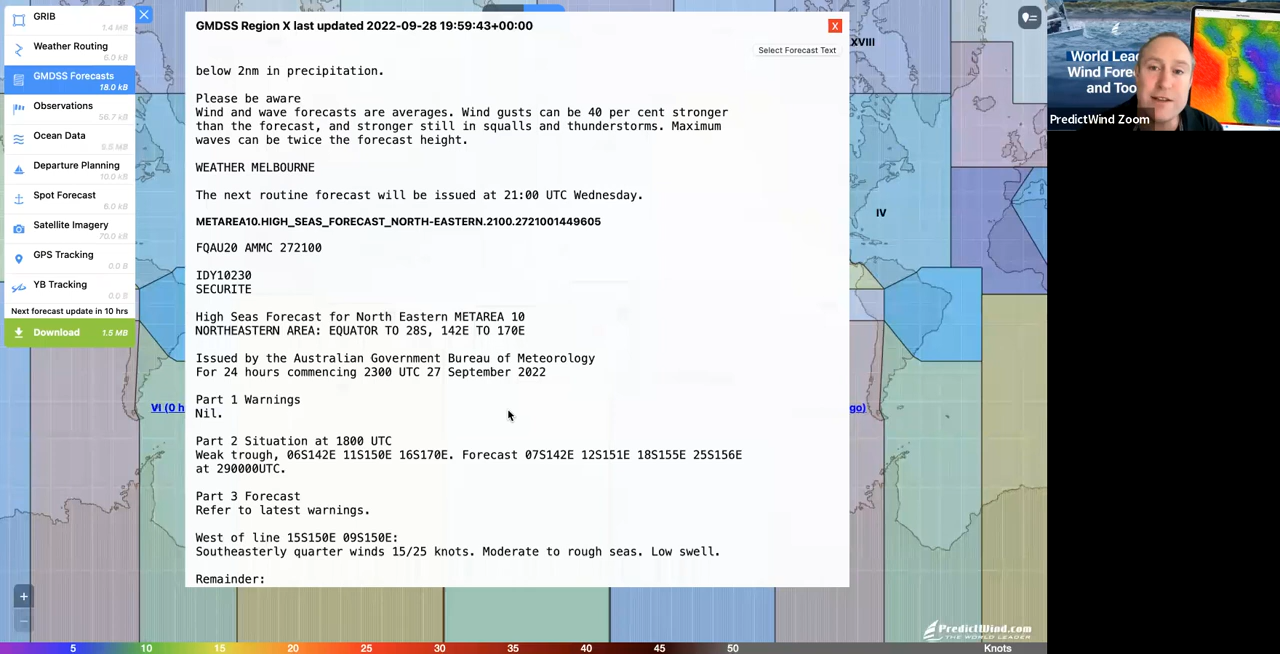 GRIB
1.4 MB
Weather Routing
6.0 kB
GMDSS Forecasts
18.0 kB
Observations
56.7 kB
Ocean Data
5.5 MB
Departure Planning
10.0 kB
Spot Forecast
6.0 kB
Satellite Imagery
70.0 kB
GPS Tracking
0.0 B
YB Tracking
0.0 B
Next forecast update in 10 hrs
Download 1.5 MB
GMDSS Region X last updated 2022-09-28 19:59:43+00:00
X
Select Forecast Text
below 2nm in precipitation.
Please be aware
Wind and wave forecasts are averages. Wind gusts can be 40 per cent stronger
than the forecast, and stronger still in squalls and thunderstorms. Maximum
waves can be twice the forecast height.
WEATHER MELBOURNE
The next routine forecast will be issued at 21:00 UTC Wednesday.
METAREA10.HIGH_SEAS_FORECAST_NORTH-EASTERN.2100.2721001449605
FQAU20 AMMC 272100
IDY10230
SECURITE
High Seas Forecast for North Eastern METAREA 10
NORTHEASTERN AREA: EQUATOR TO 28S, 142E TO 170E
Issued by the Australian Government Bureau of Meteorology
For 24 hours commencing 2300 UTC 27 September 2022
Part 1 Warnings
Nil.
Part 2 Situation at 1800 UTC
Weak trough, 06S142E 11S150E 16S170E. Forecast 07S142E 12S151E 18S155E 25S156E
at 290000UTC.
Part 3 Forecast
Refer to latest warnings.
West of line 15S150E 09S150E:
Southeasterly quarter winds 15/25 knots. Moderate to rough seas. Low swell.
Remainder:
XVIII
IV
VI (0 h
go)
+
−
PredictWind.com
THE WORLD LEADER
5 10 15 20 25 30 35 40 45 50 Knots
World Lea
Wind Fore
and Too
PredictWind Zoom